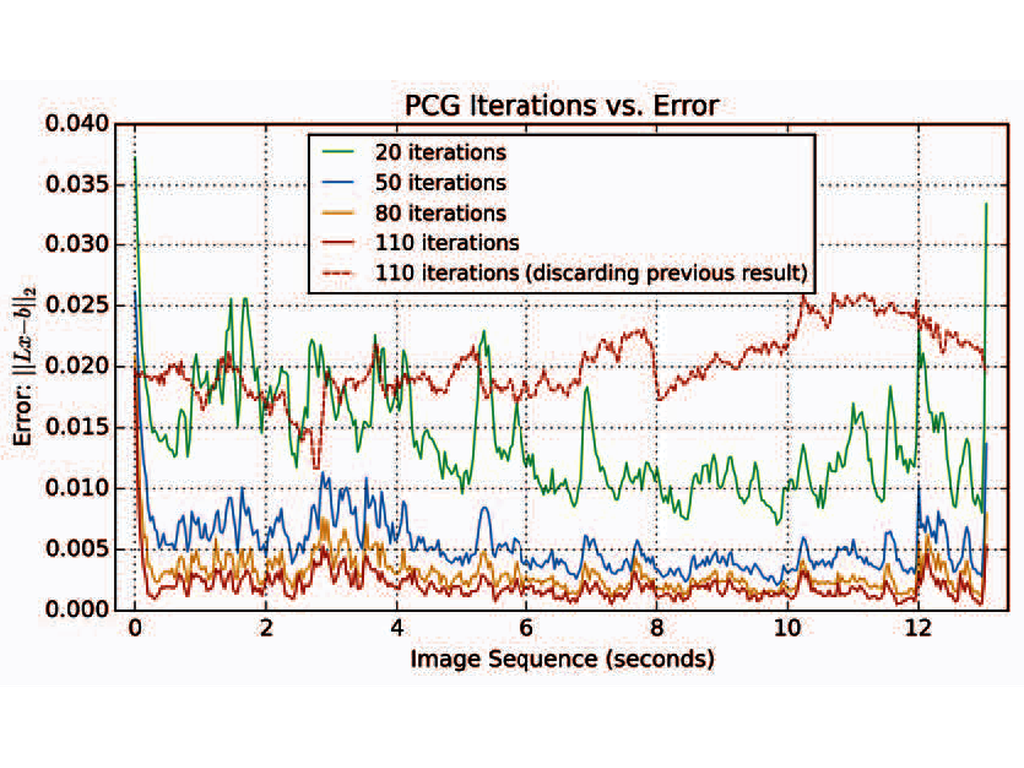 PCG Iterations vs. Error
0.040
0.035
0.030
0.025
0.020
0.015
0.010
0.005
0.000
Error: ||Lx−b||₂
20 iterations
50 iterations
80 iterations
110 iterations
110 iterations (discarding previous result)
0 2 4 6 8 10 12
Image Sequence (seconds)